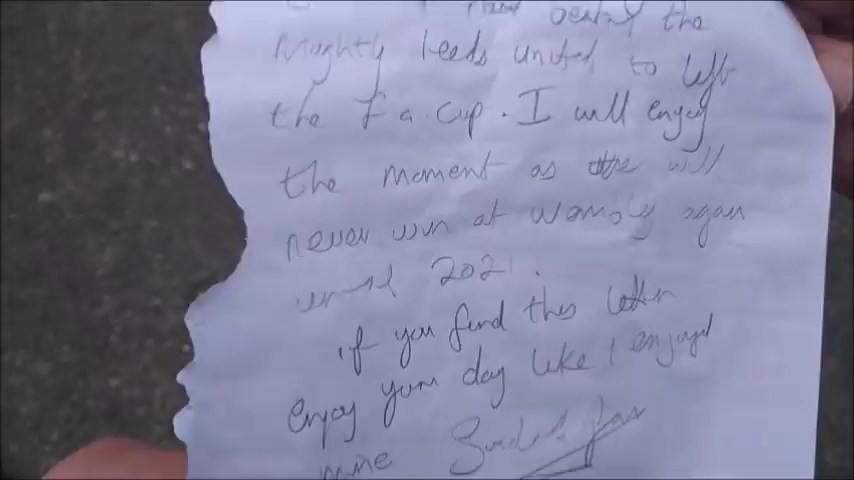 the
Mighty leeds united to lift
the f a. cup. I will enjoy
the moment as we will
never win at Wembley again
until 2021.
if you find this letter
enjoy your day like I enjoyed
mine